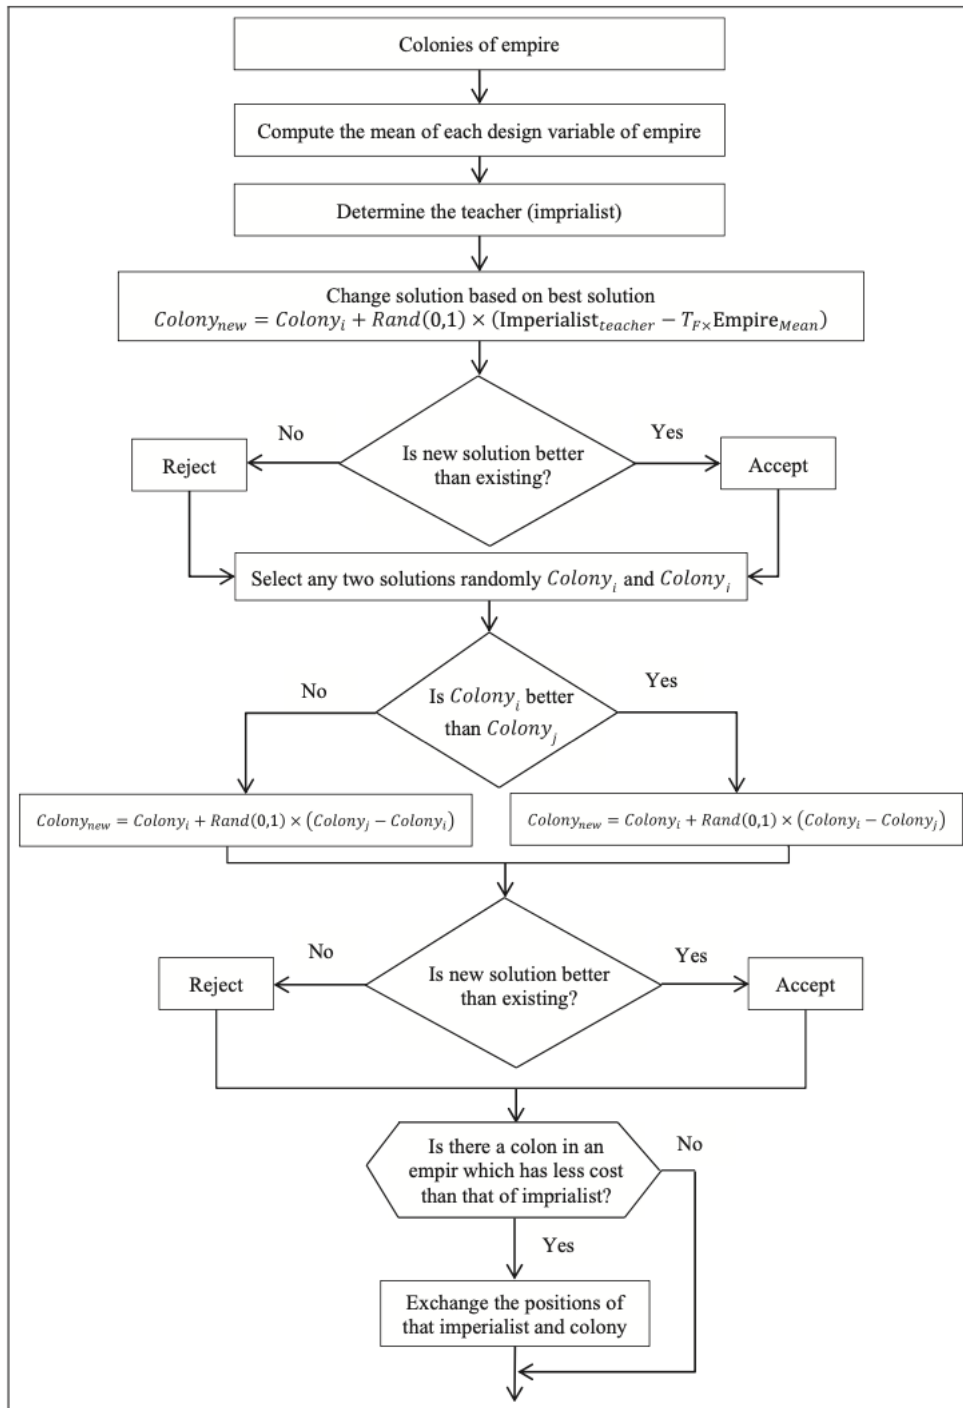 Colonies of empire
Compute the mean of each design variable of empire
Determine the teacher (imprialist)
Change solution based on best solution
Colony_new = Colony_i + Rand(0,1) × (Imperialist_teacher − T_F×Empire_Mean)
No
Yes
Is new solution better
than existing?
Reject
Accept
Select any two solutions randomly Colony_i and Colony_i
No
Yes
Is Colony_i better
than Colony_j
Colony_new = Colony_i + Rand(0,1) × (Colony_j − Colony_i)
Colony_new = Colony_i + Rand(0,1) × (Colony_i − Colony_j)
No
Yes
Is new solution better
than existing?
Reject
Accept
Is there a colon in an
empir which has less cost
than that of imprialist?
No
Yes
Exchange the positions of
that imperialist and colony